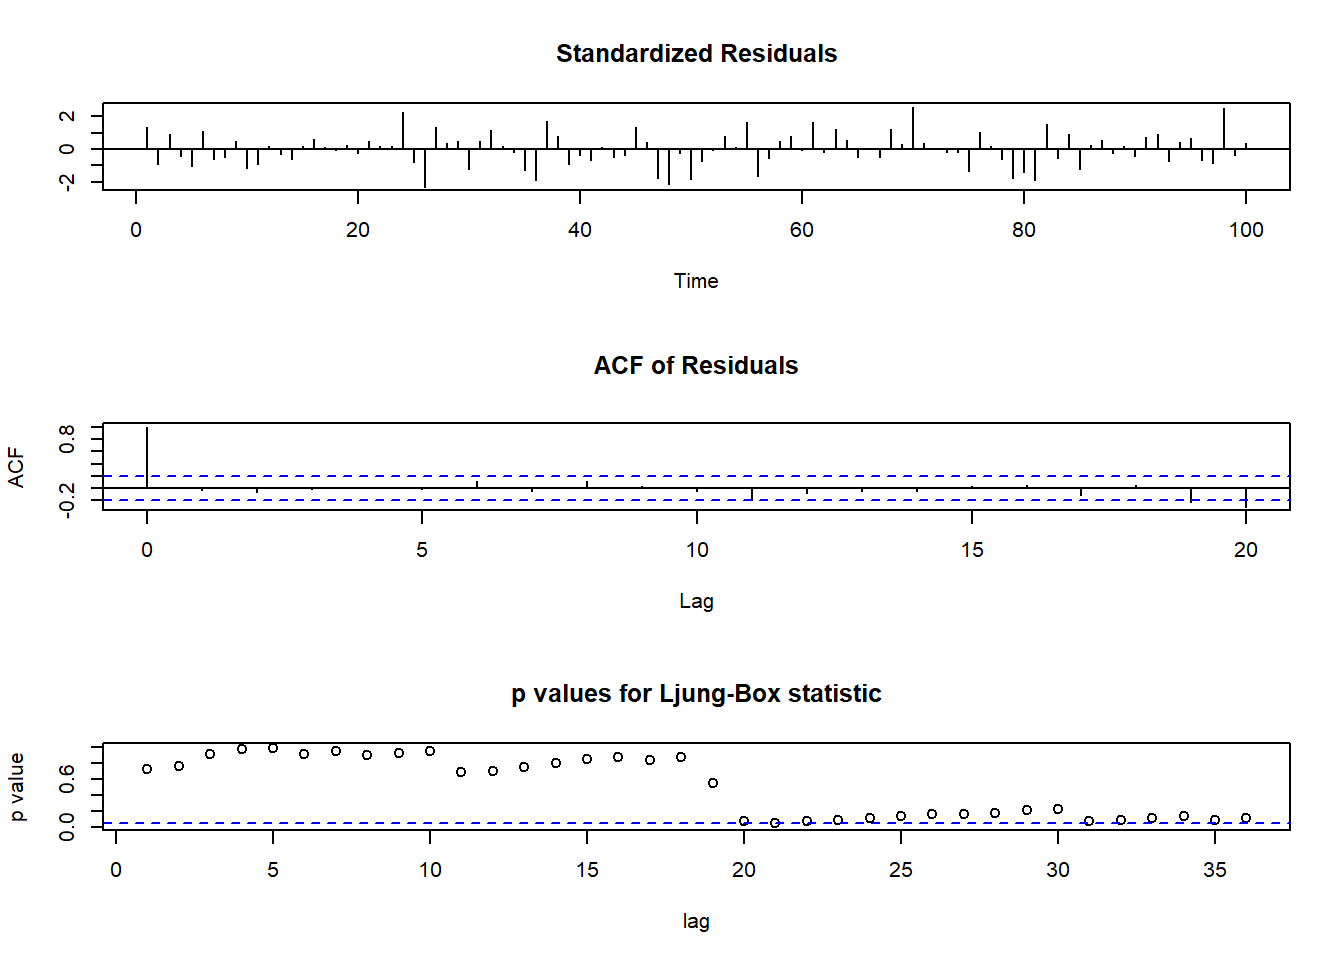 Standardized Residuals
2
0
-2
0 20 40 60 80 100
Time
ACF of Residuals
ACF
0.8
-0.2
0 5 10 15 20
Lag
p values for Ljung-Box statistic
p value
0.6
0.0
0 5 10 15 20 25 30 35
lag